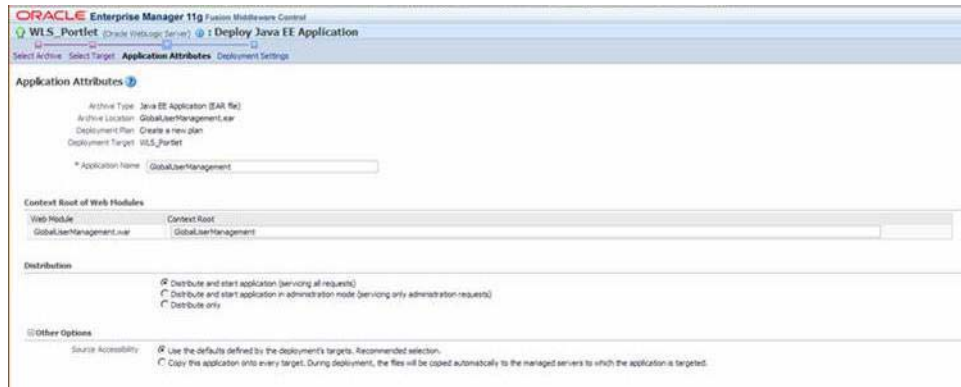 ORACLE Enterprise Manager 11g Fusion Middleware Control
WLS_Portlet (Oracle WebLogic Server) : Deploy Java EE Application
Select Archive Select Target Application Attributes Deployment Settings
Application Attributes
Archive Type Java EE Application (EAR file)
Archive Location GlobalUserManagement.ear
Deployment Plan Create a new plan
Deployment Target WLS_Portlet
* Application Name GlobalUserManagement
Context Root of Web Modules
Web Module Context Root
GlobalUserManagement.war GlobalUserManagement
Distribution
Distribute and start application (servicing all requests)
Distribute and start application in administration mode (servicing only administration requests)
Distribute only
Other Options
Source Accessibility Use the defaults defined by the deployment's targets. Recommended selection.
Copy this application onto every target. During deployment, the files will be copied automatically to the managed servers to which the application is targeted.